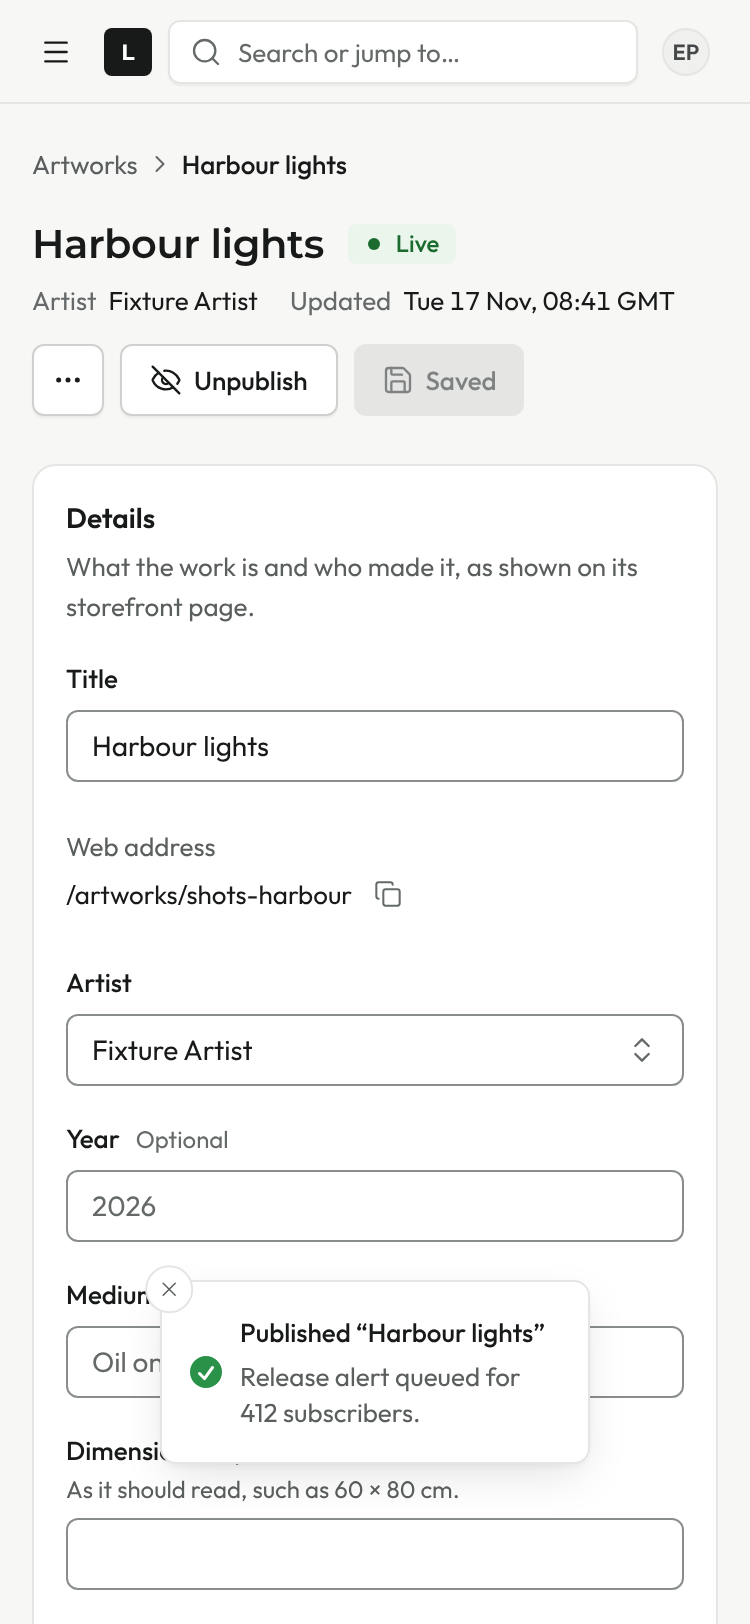 L
Search or jump to...
EP
Artworks > Harbour lights
Harbour lights
Live
Artist Fixture Artist Updated Tue 17 Nov, 08:41 GMT
Unpublish
Saved
Details
What the work is and who made it, as shown on its
storefront page.
Title
Harbour lights
Web address
/artworks/shots-harbour
Artist
Fixture Artist
Year Optional
2026
Published “Harbour lights”
Release alert queued for
412 subscribers.
As it should read, such as 60 × 80 cm.